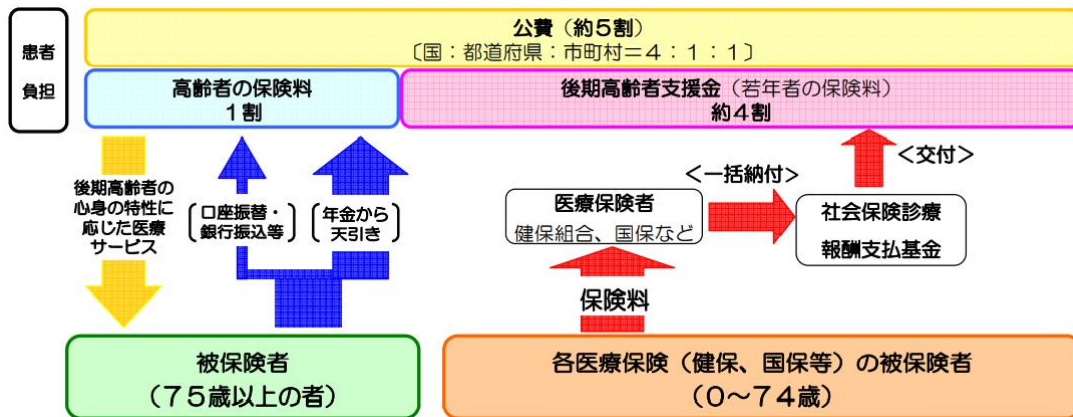 患者
負担
公費（約５割）
〔国：都道府県：市町村＝４：１：１〕
高齢者の保険料
１割
後期高齢者支援金（若年者の保険料）
約４割
後期高齢者の
心身の特性に
応じた医療
サービス
口座振替・
銀行振込等
年金から
天引き
医療保険者
健保組合、国保など
＜一括納付＞
＜交付＞
社会保険診療
報酬支払基金
保険料
被保険者
（７５歳以上の者）
各医療保険（健保、国保等）の被保険者
（０～７４歳）